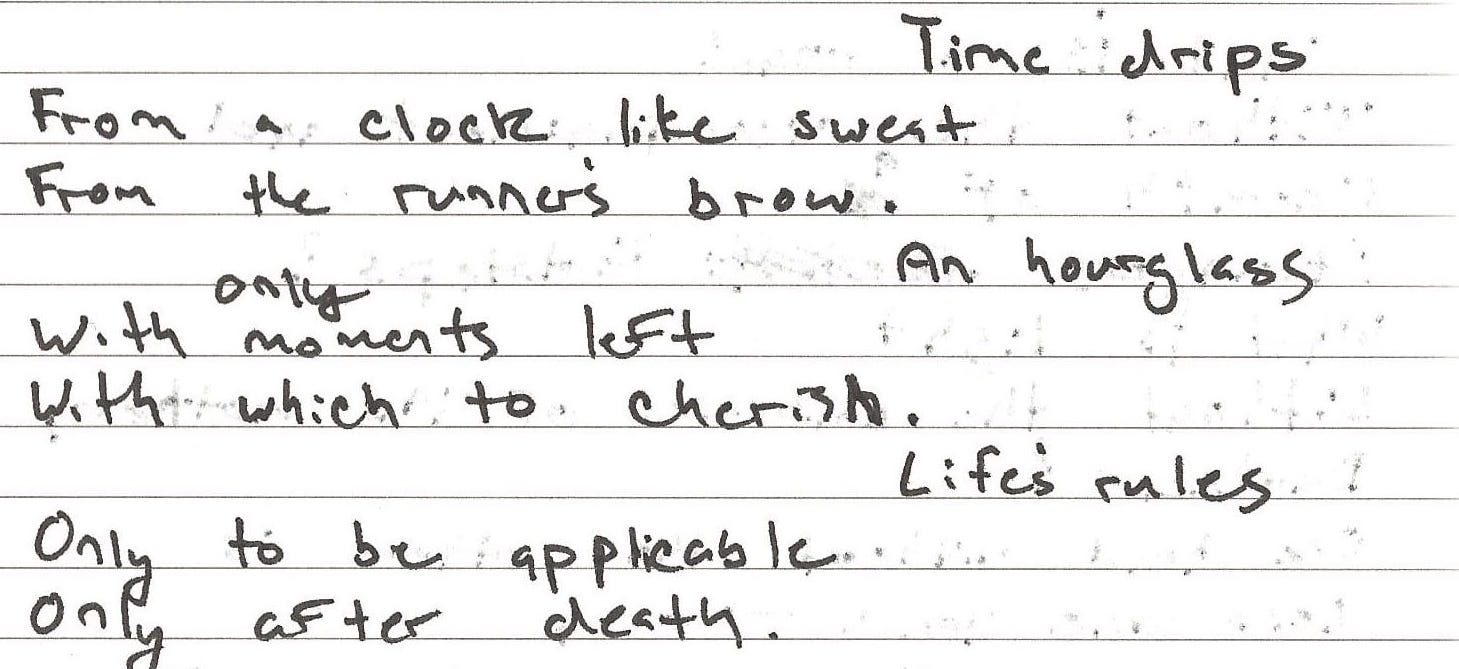 Time drips
From a clock like sweat
From the runner's brow.
An hourglass
only
With moments left
With which to cherish.
Life's rules
Only to be applicable
Only after death.